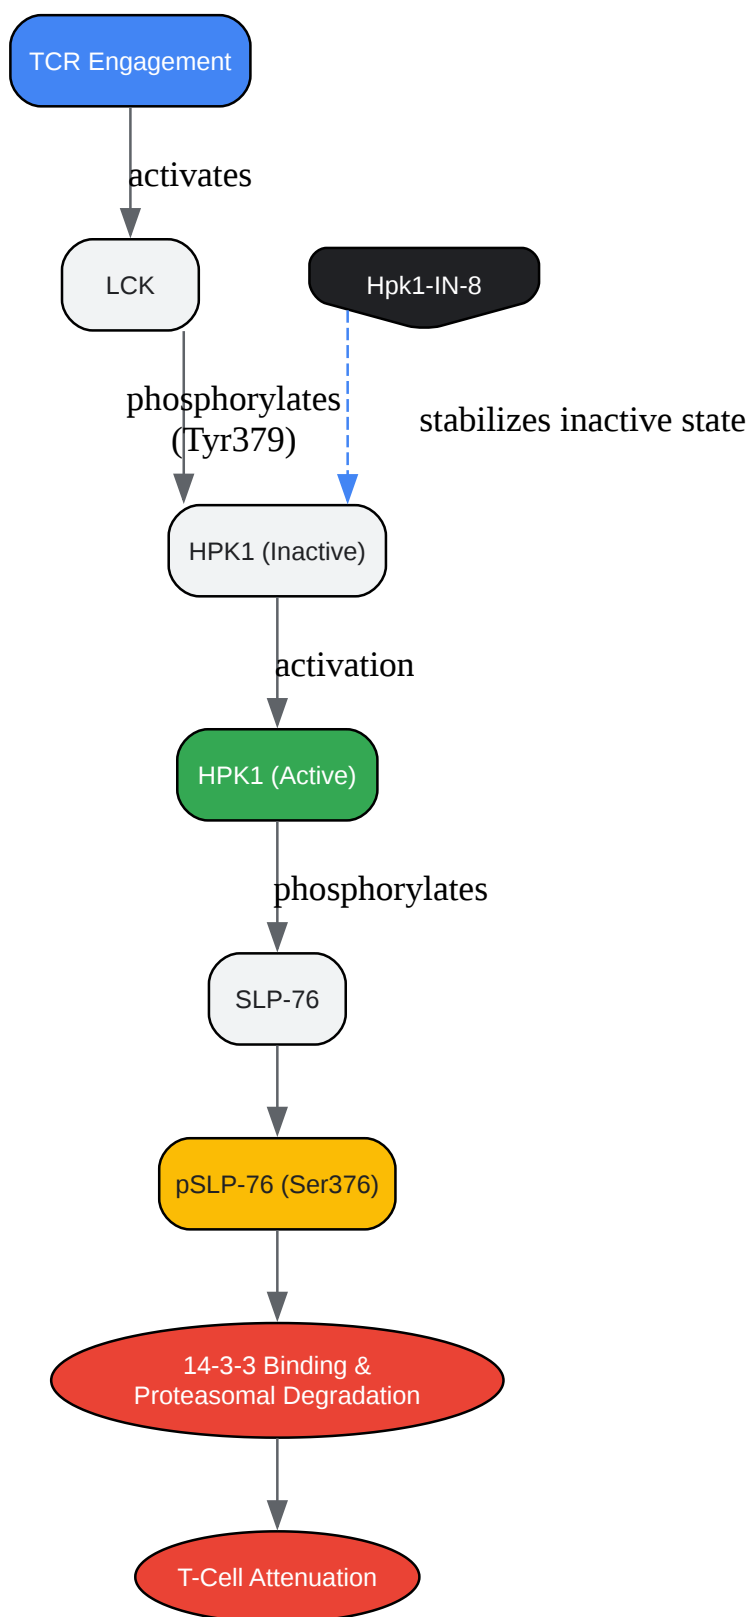 TCR Engagement
activates
LCK
Hpk1-IN-8
phosphorylates
(Tyr379)
stabilizes inactive state
HPK1 (Inactive)
activation
HPK1 (Active)
phosphorylates
SLP-76
pSLP-76 (Ser376)
14-3-3 Binding &
Proteasomal Degradation
T-Cell Attenuation